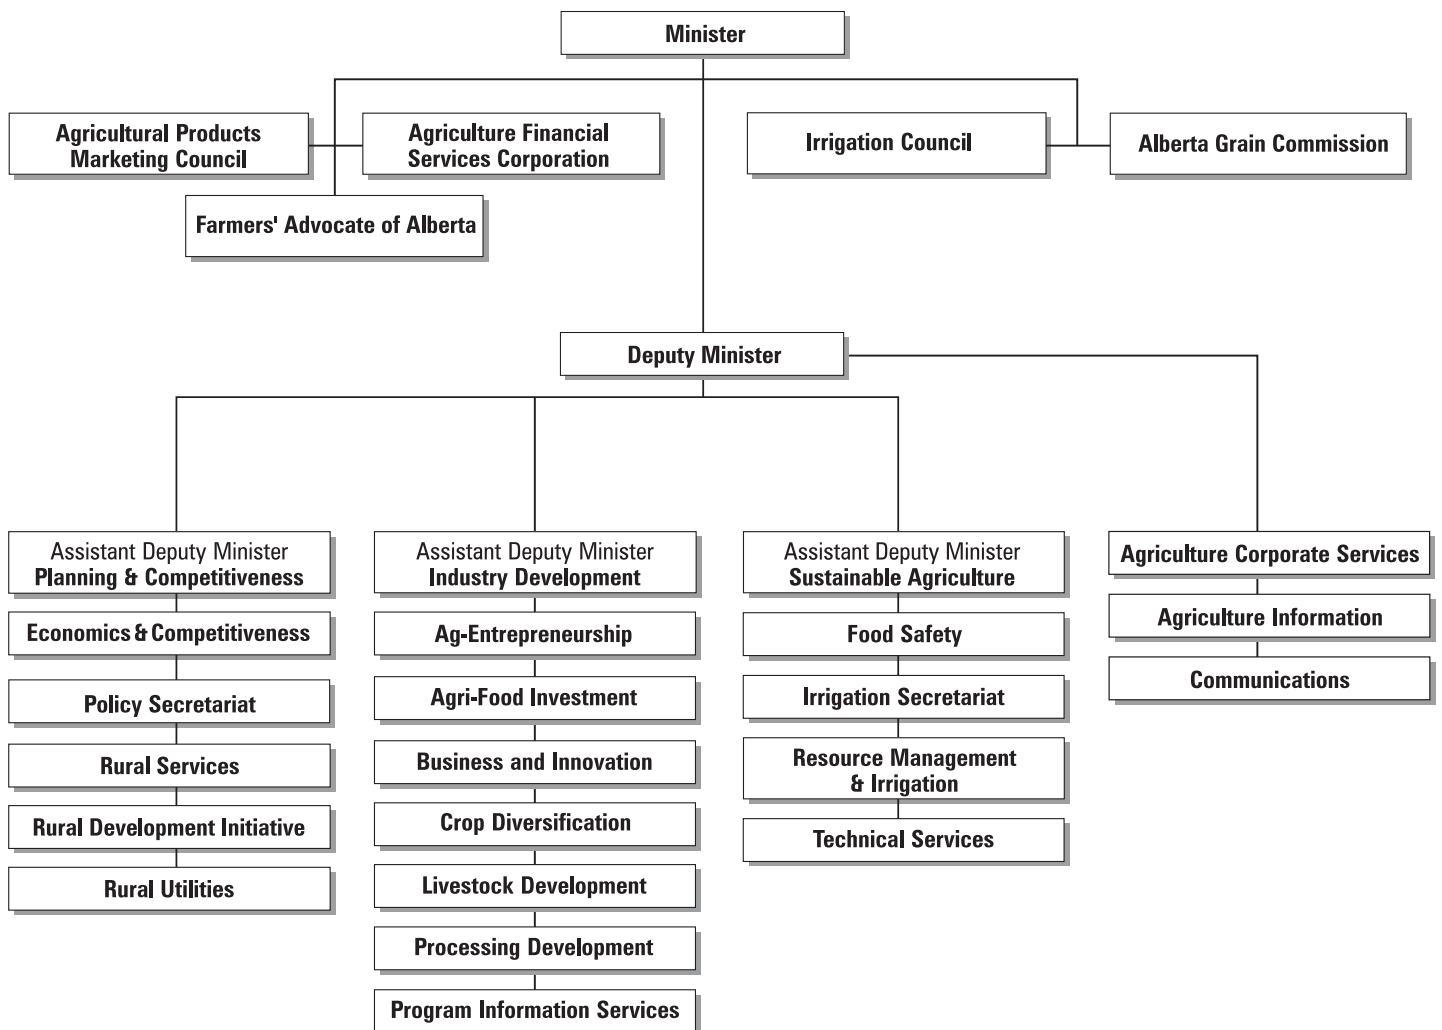 Minister
Agricultural Products
Marketing Council
Agriculture Financial
Services Corporation
Irrigation Council
Alberta Grain Commission
Farmers' Advocate of Alberta
Deputy Minister
Assistant Deputy Minister
Planning & Competitiveness
Economics & Competitiveness
Policy Secretariat
Rural Services
Rural Development Initiative
Rural Utilities
Assistant Deputy Minister
Industry Development
Ag-Entrepreneurship
Agri-Food Investment
Business and Innovation
Crop Diversification
Livestock Development
Processing Development
Program Information Services
Assistant Deputy Minister
Sustainable Agriculture
Food Safety
Irrigation Secretariat
Resource Management
& Irrigation
Technical Services
Agriculture Corporate Services
Agriculture Information
Communications